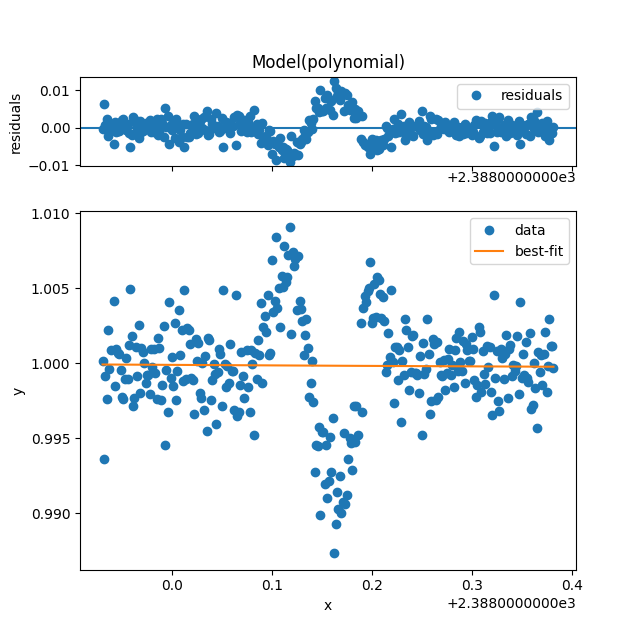 Model(polynomial)
residuals
0.01
0.00
−0.01
residuals
+2.3880000000e3
y
1.010
1.005
1.000
0.995
0.990
data
best-fit
0.0 0.1 0.2 0.3 0.4
x
+2.3880000000e3